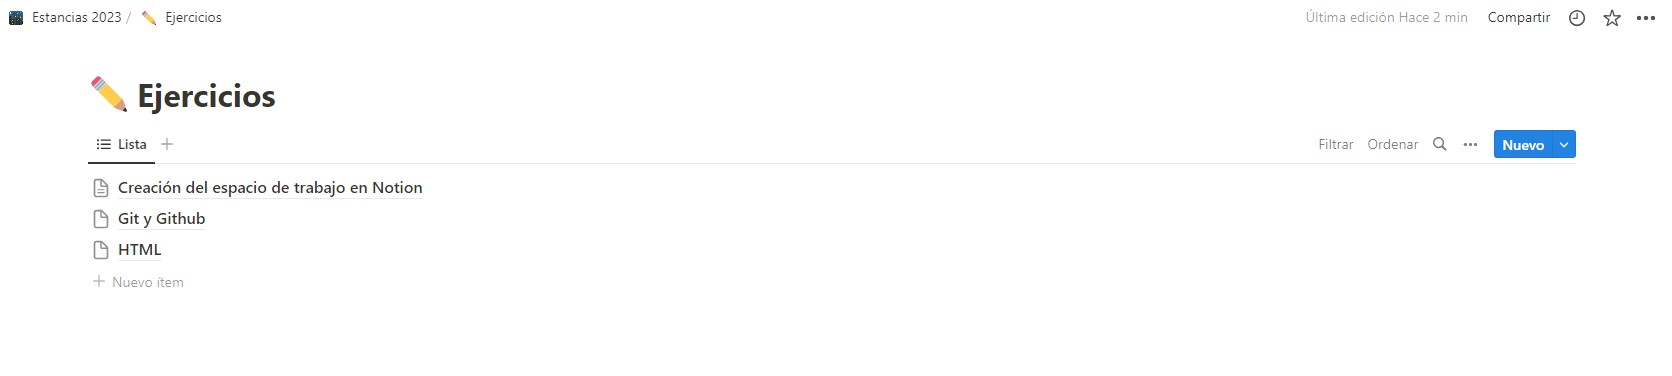 Estancias 2023 / Ejercicios
Última edición Hace 2 min Compartir
Ejercicios
Lista
Filtrar Ordenar Nuevo
Creación del espacio de trabajo en Notion
Git y Github
HTML
Nuevo ítem